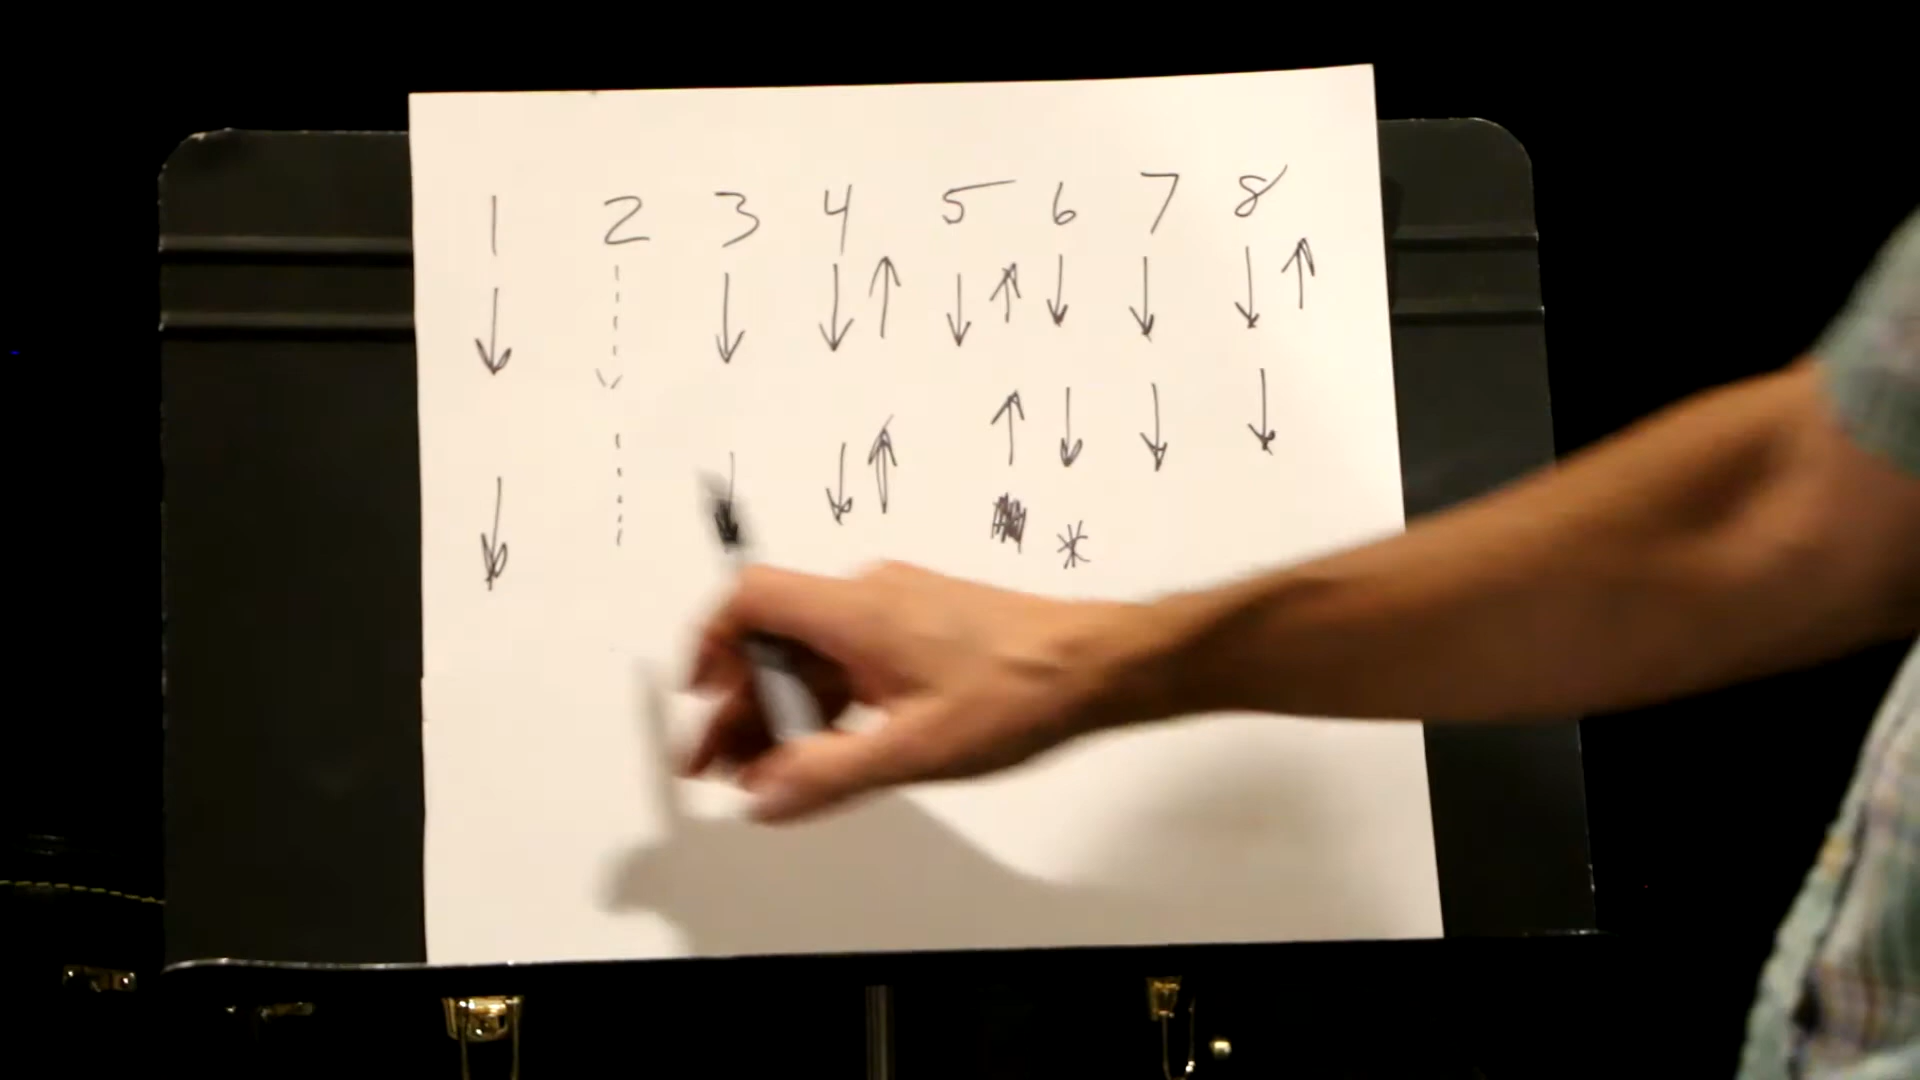 1 2 3 4 5 6 7 8
↓ ↓ ↓ ↓ ↑ ↓ ↑ ↓ ↓ ↓ ↑
↓ ↓ ↓ ↑ ↑ ↓ ↓ ↓
*